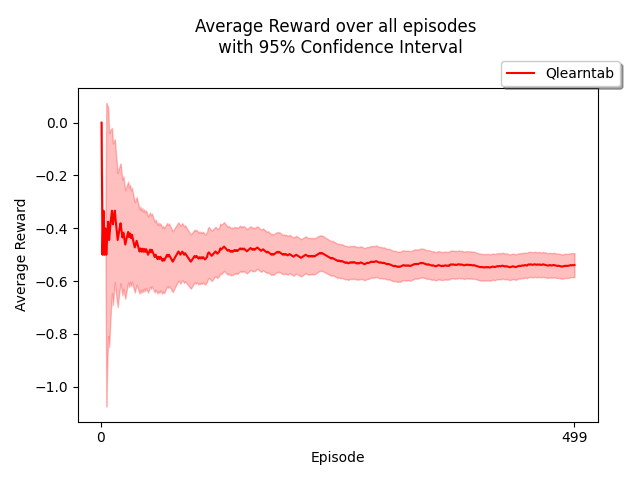 Average Reward over all episodes
with 95% Confidence Interval
Qlearntab
0.0
−0.2
−0.4
−0.6
−0.8
−1.0
Average Reward
0
499
Episode